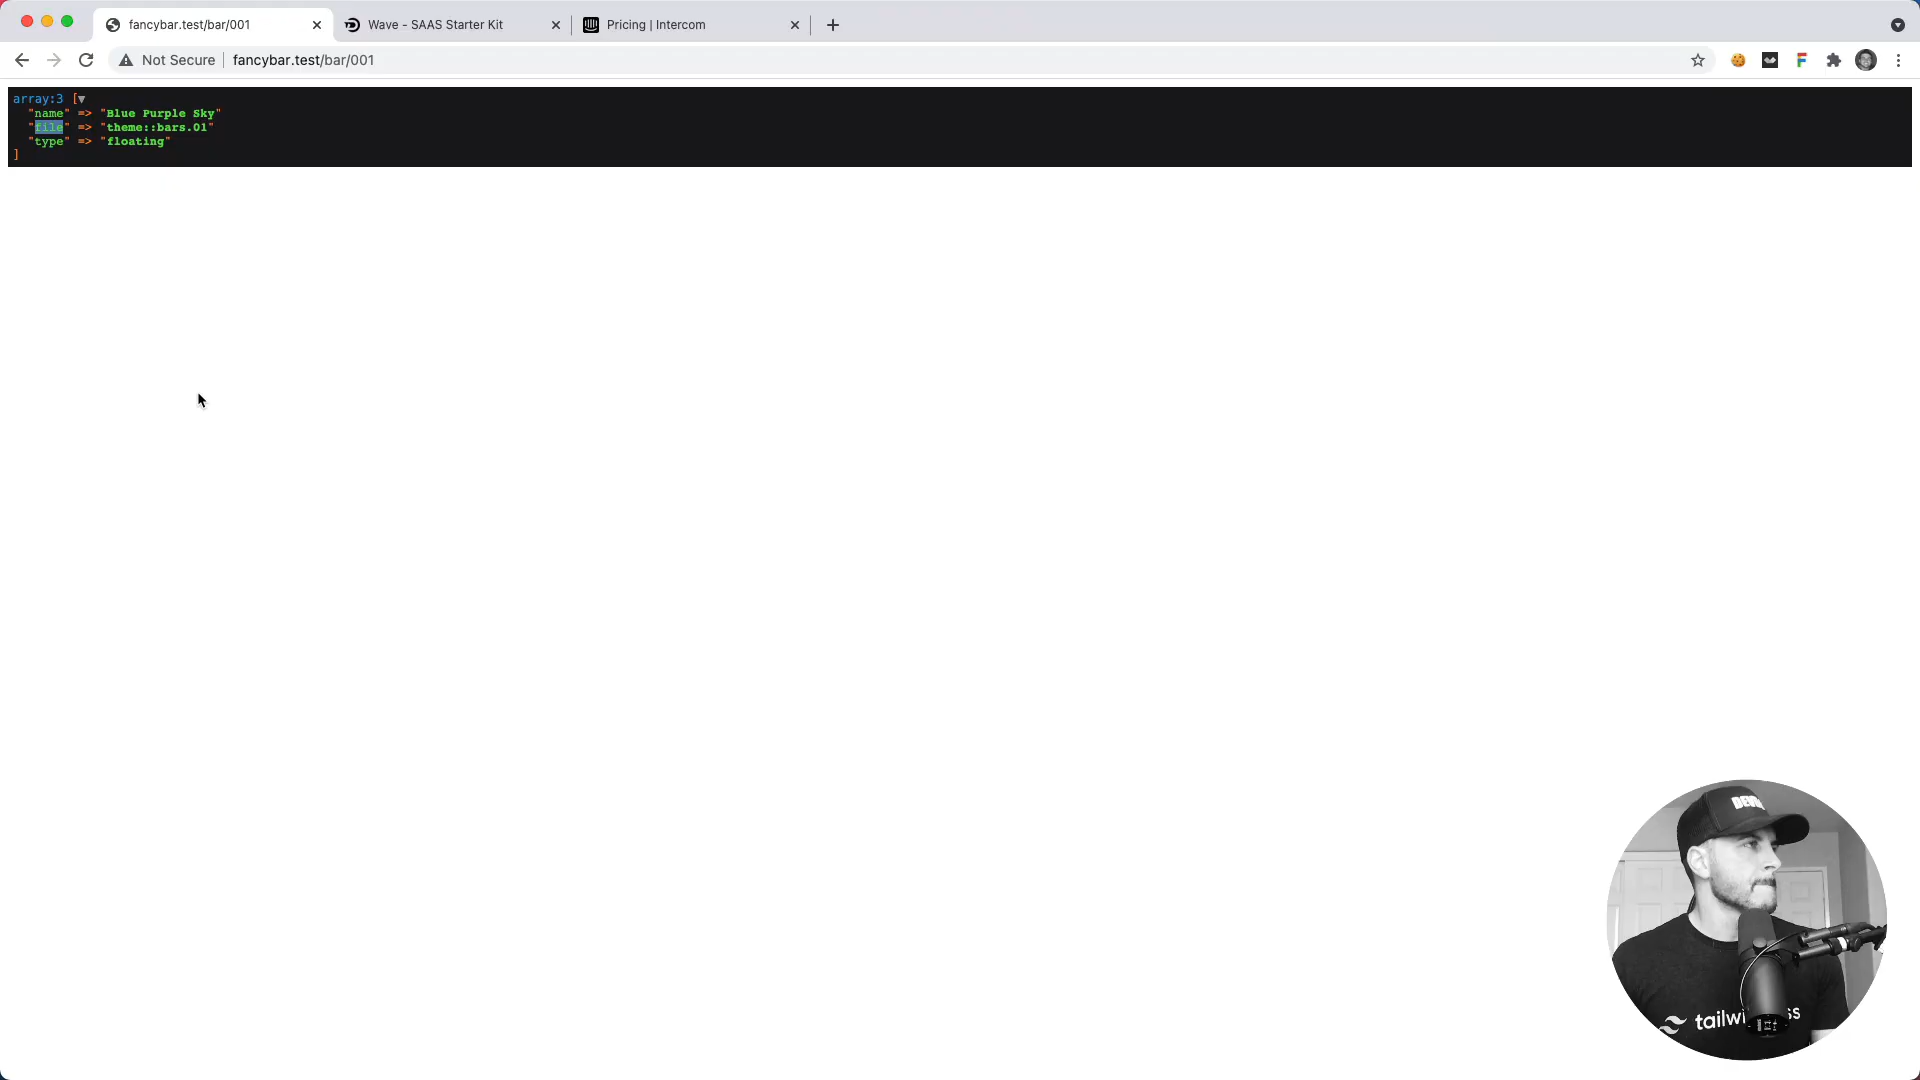 fancybar.test/bar/001
Wave - SAAS Starter Kit
Pricing | Intercom
Not Secure
fancybar.test/bar/001
array:3 [▼
"name" => "Blue Purple Sky"
"file" => "theme::bars.01"
"type" => "floating"
]